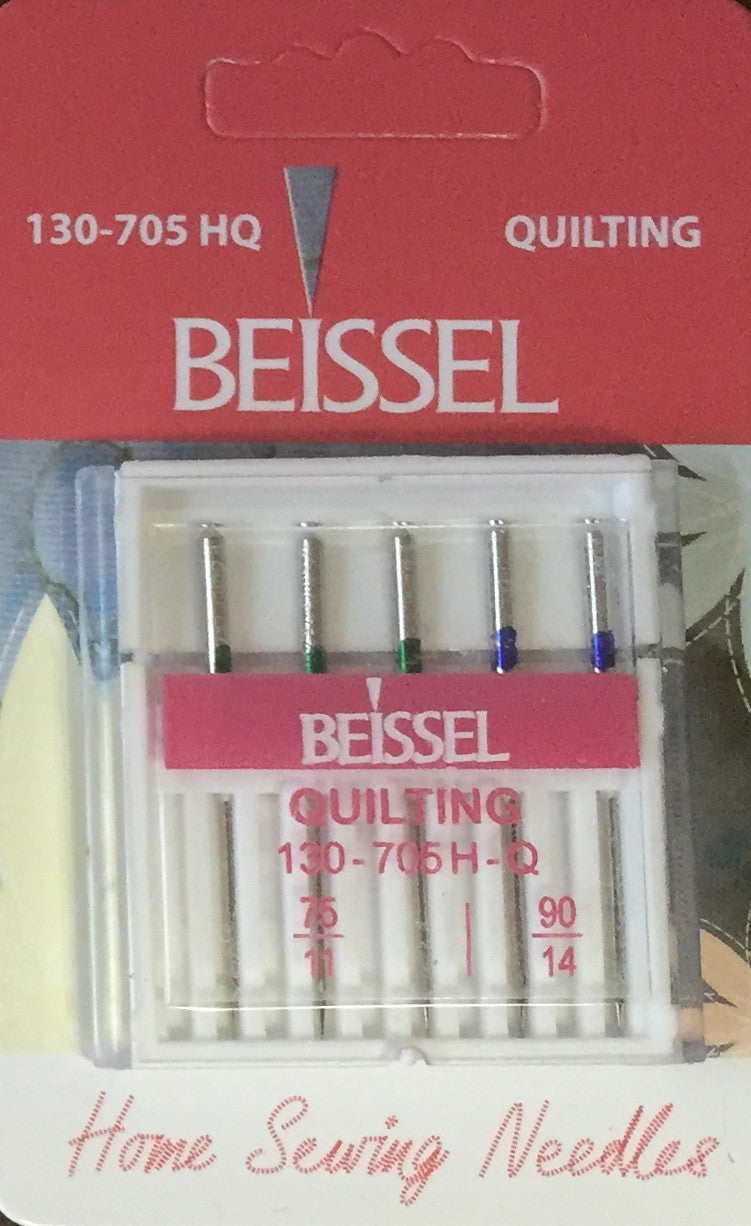 130-705 HQ QUILTING
BEISSEL
BEISSEL
QUILTING
130-705 H-Q
75 | 90
11 14
Home Sewing Needles